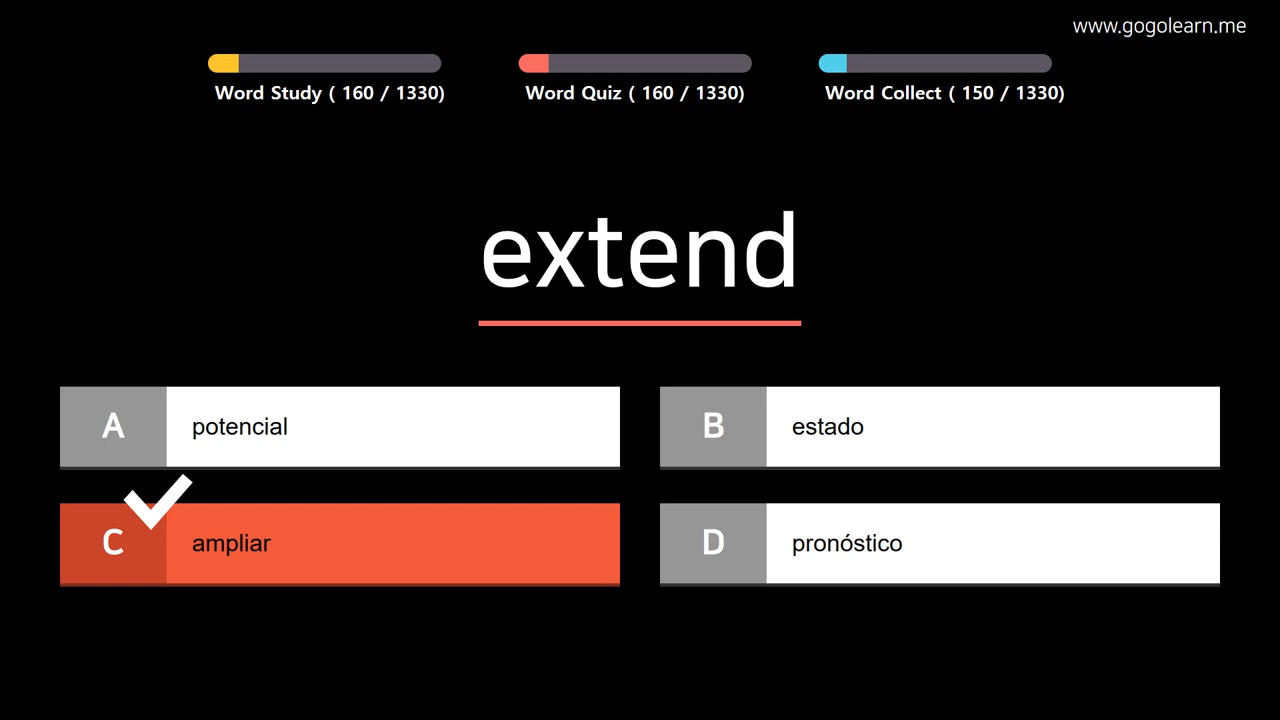 www.gogolearn.me
Word Study ( 160 / 1330)
Word Quiz ( 160 / 1330)
Word Collect ( 150 / 1330)
extend
A potencial
B estado
C ampliar
D pronóstico